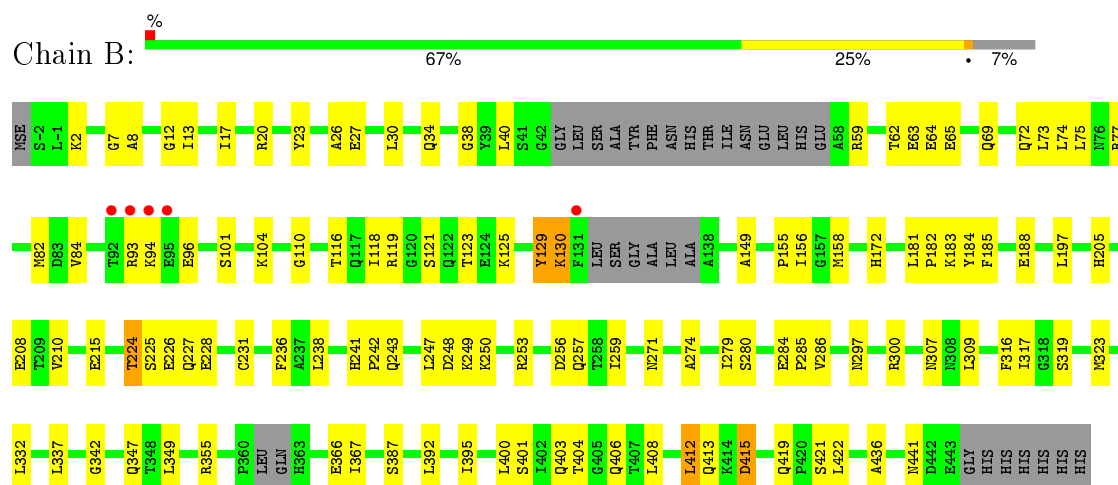 %
Chain B:
67% 25% • 7%
MSE S-2 L-1 K2 G7 A8 G12 I13 I17 R20 Y23 A26 E27 L30 Q34 G38 Y39 L40 S41 G42 GLY LEU SER ALA TYR PHE ASN HIS THR ILE ASN GLU LEU HIS GLU A58 R59 T62 E63 E64 E65 Q69 Q72 L73 L74 L75 N76 R77
M82 D83 V84 T92 R93 K94 E95 E96 S101 K104 G110 T116 Q117 I118 R119 G120 S121 Q122 T123 E124 K125 Y129 K130 F131 LEU SER GLY ALA LEU ALA A138 A149 P155 I156 G157 M158 H172 L181 P182 K183 Y184 F185 E188 L197 H205
E208 T209 V210 E215 T224 S225 E226 Q227 E228 C231 F236 A237 L238 H241 P242 Q243 L247 D248 K249 K250 R253 D256 Q257 T258 I259 N271 A274 I279 S280 E284 P285 V286 N297 R300 N307 N308 L309 F316 I317 G318 S319 M323
L332 L337 G342 Q347 T348 L349 R355 P360 LEU GLN H363 E366 I367 S387 L392 I395 L400 S401 I402 Q403 T404 G405 Q406 T407 L408 L412 Q413 K414 D415 Q419 P420 S421 L422 A436 N441 D442 E443 GLY HIS HIS HIS HIS HIS HIS